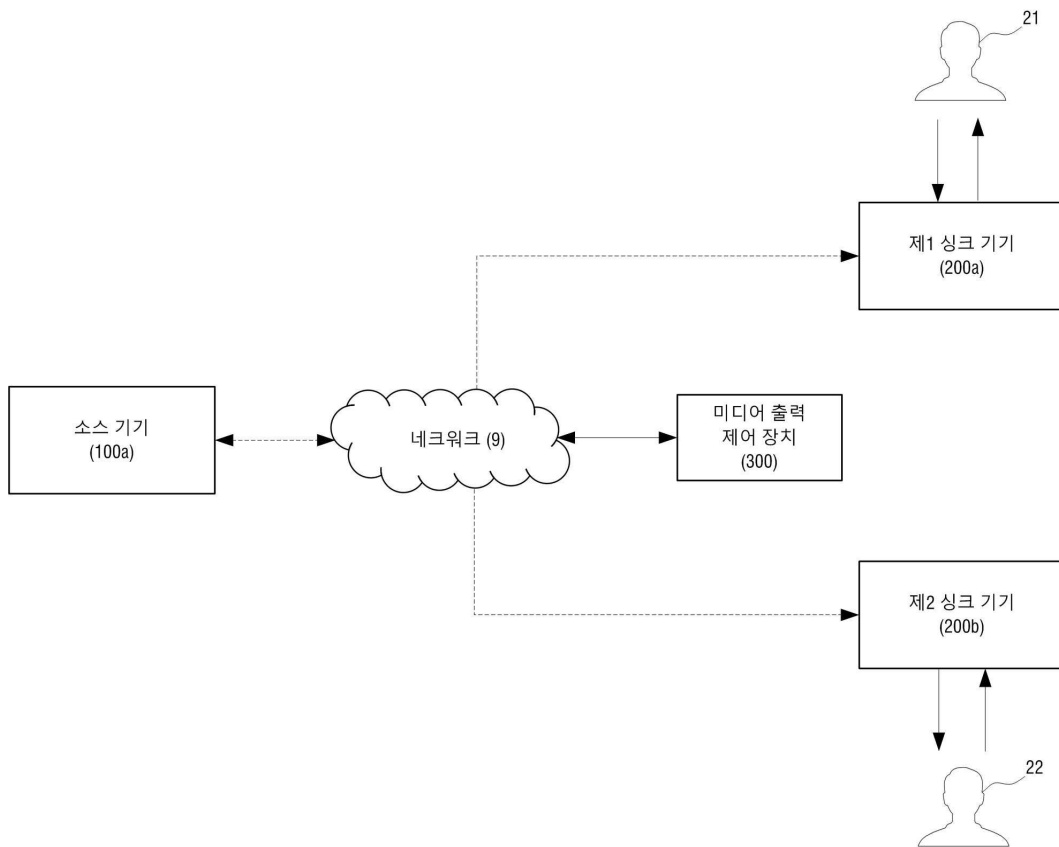 21
제1 싱크 기기
(200a)
소스 기기
(100a)
네크워크 (9)
미디어 출력
제어 장치
(300)
제2 싱크 기기
(200b)
22